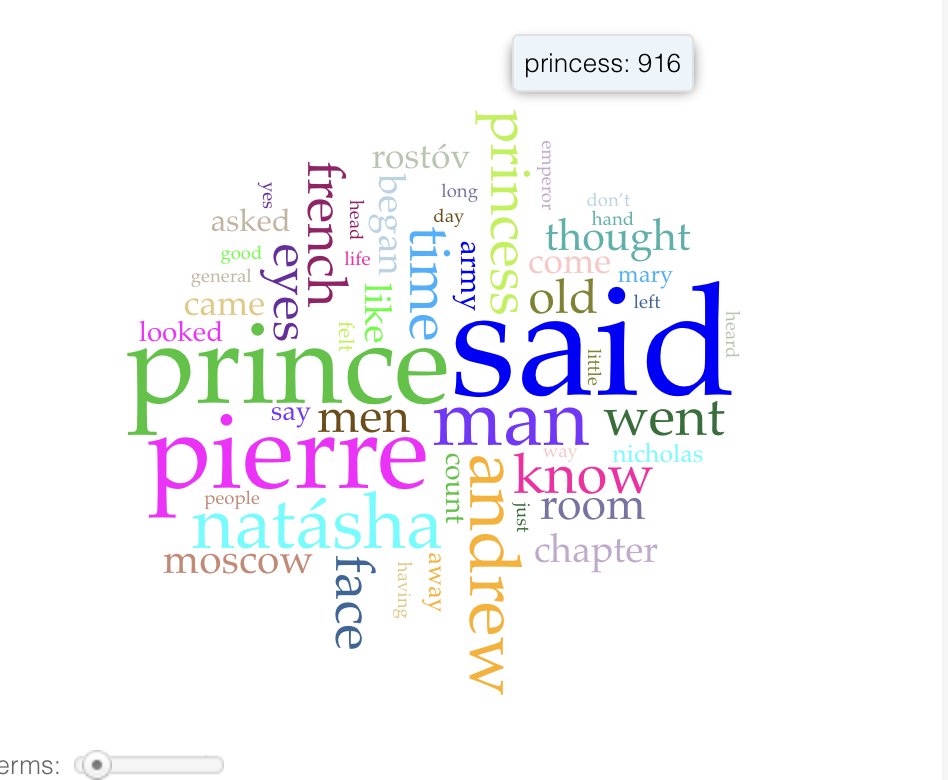 princess: 916
princess
emperor
rostóv
french
yes
began
long
head
day
don't
hand
asked
thought
time
army
eyes
good
life
come
mary
general
like
old
left
came
said
looked
felt
heard
prince
little
say
men
man
went
pierre
way
nicholas
count
andrew
know
people
natásha
just
room
moscow
chapter
face
having
away
erms: